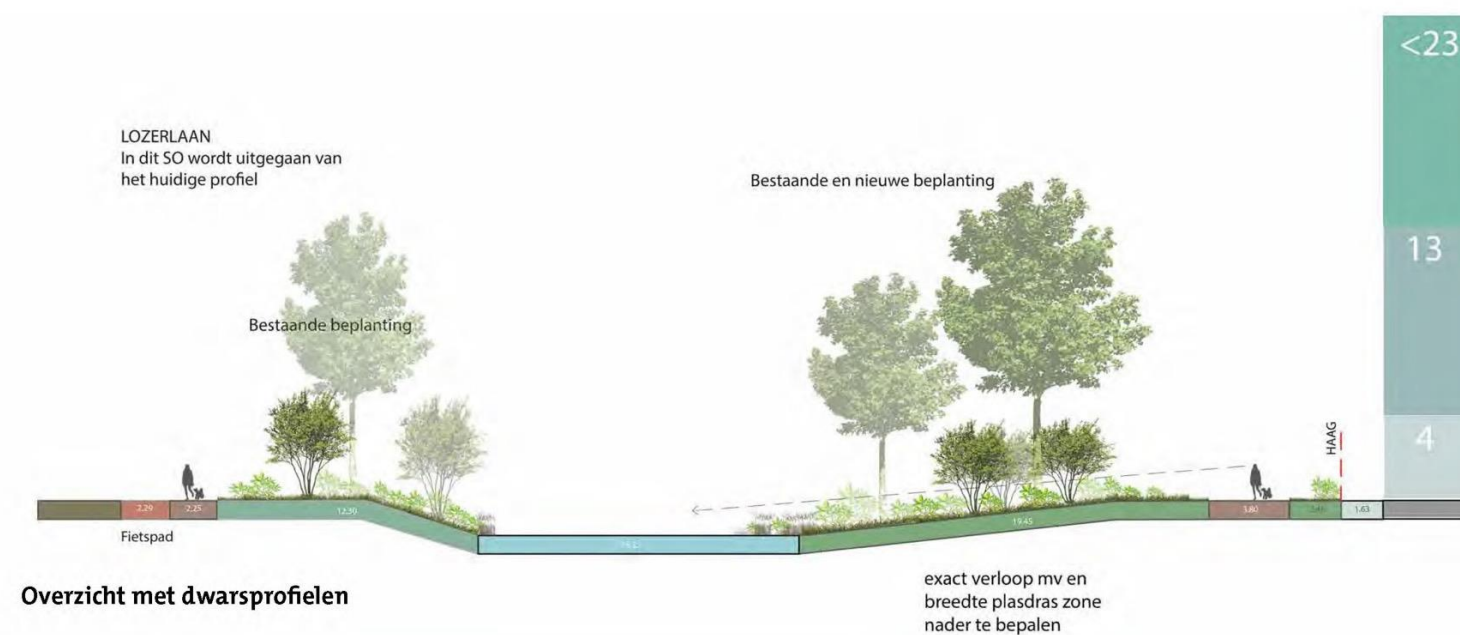 <23
LOZERLAAN
In dit SO wordt uitgegaan van
het huidige profiel
Bestaande en nieuwe beplanting
13
Bestaande beplanting
HAAG
4
2.29
2.25
12.50
19.45
3.80
1.63
Fietspad
exact verloop mv en
breedte plasdras zone
nader te bepalen
Overzicht met dwarsprofielen